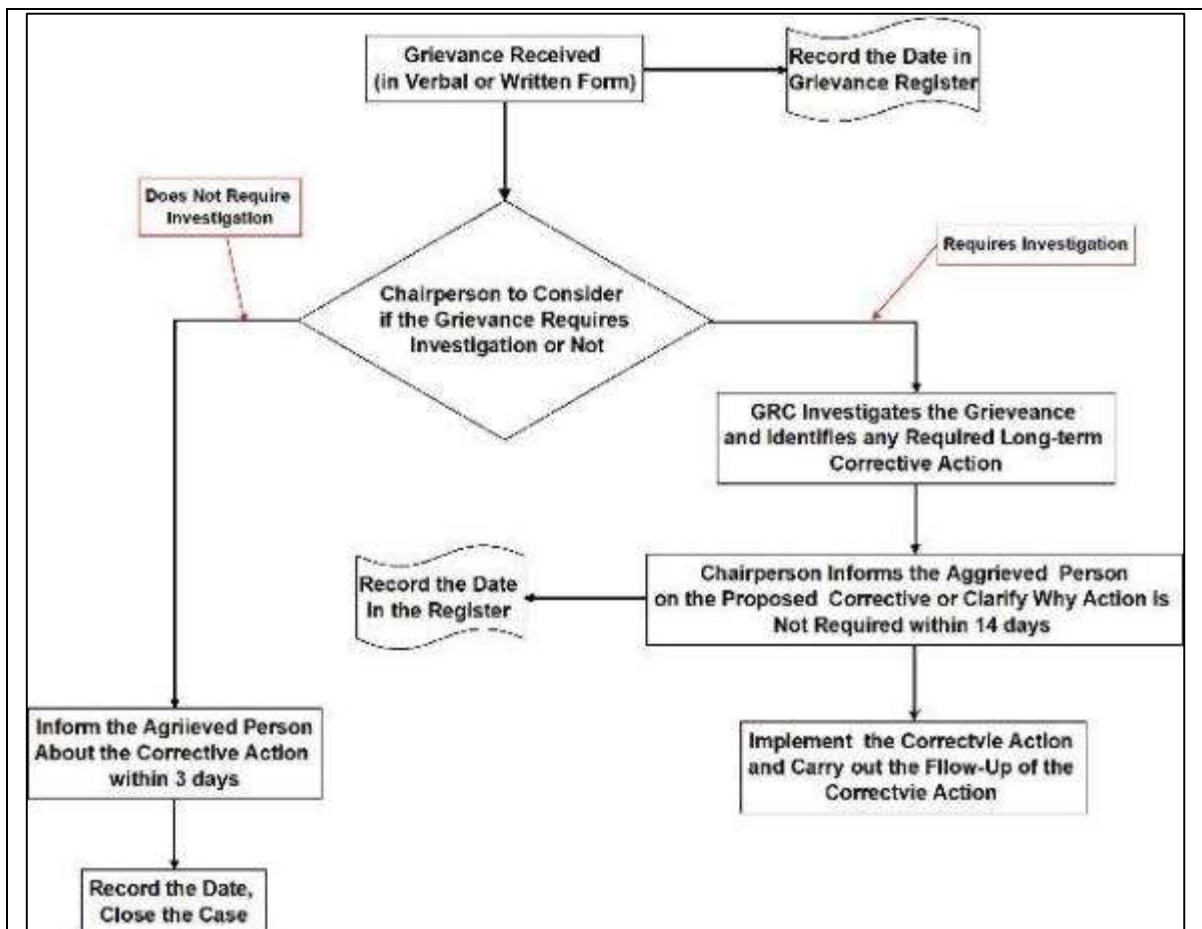 Grievance Received
(in Verbal or Written Form)
Record the Date in
Grievance Register
Does Not Require
Investigation
Requires Investigation
Chairperson to Consider
if the Grievance Requires
Investigation or Not
GRC Investigates the Grieveance
and Identifies any Required Long-term
Corrective Action
Record the Date
In the Register
Chairperson Informs the Aggrieved Person
on the Proposed Corrective or Clarify Why Action is
Not Required within 14 days
Inform the Agriieved Person
About the Corrective Action
within 3 days
Implement the Correctvie Action
and Carry out the Fllow-Up of the
Correctvie Action
Record the Date,
Close the Case